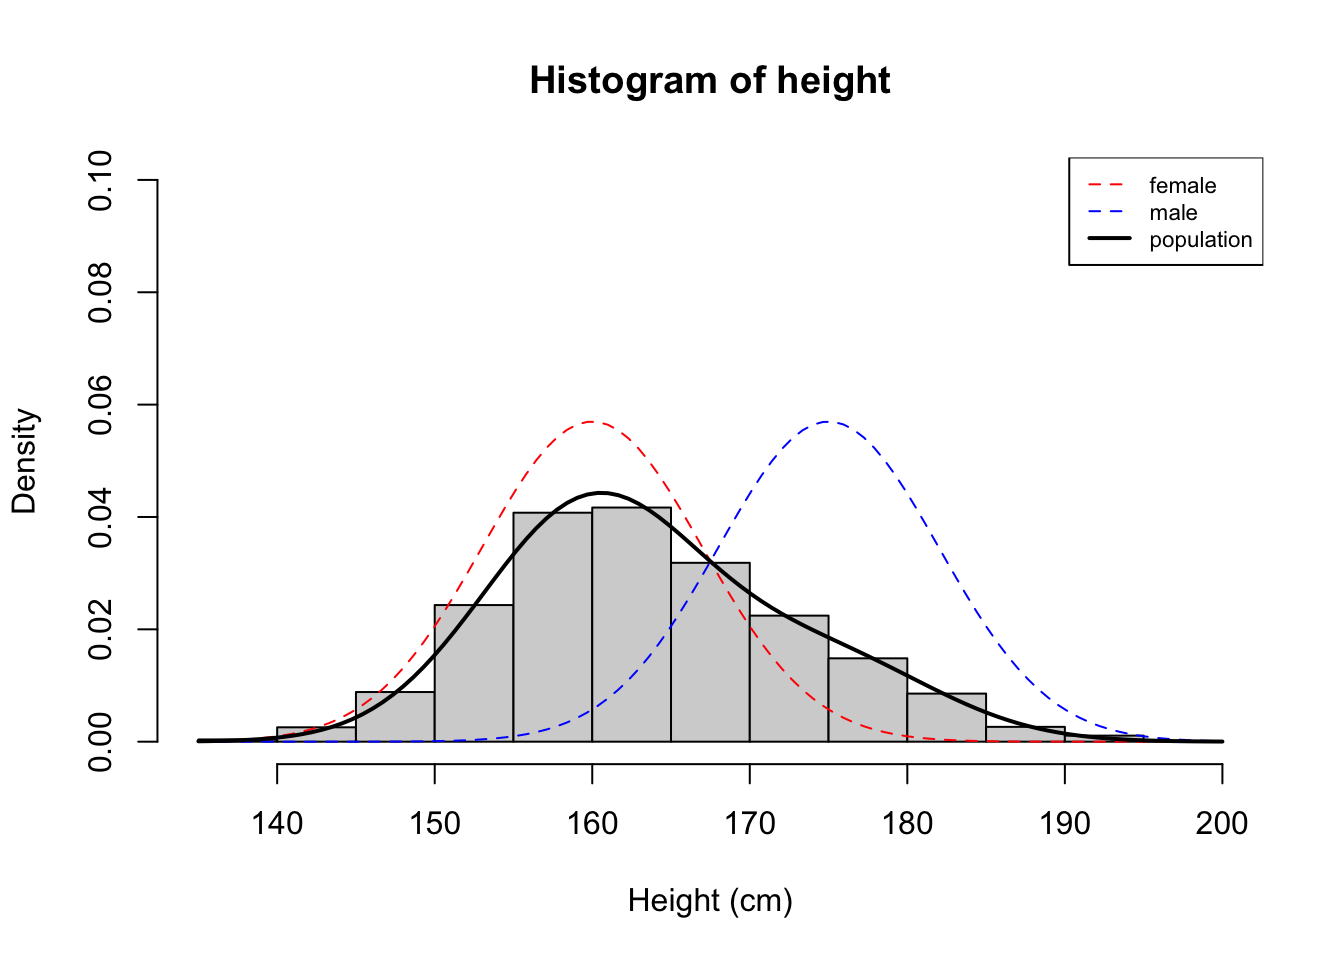 Histogram of height
female
male
population
0.10
0.08
0.06
0.04
0.02
0.00
Density
140 150 160 170 180 190 200
Height (cm)